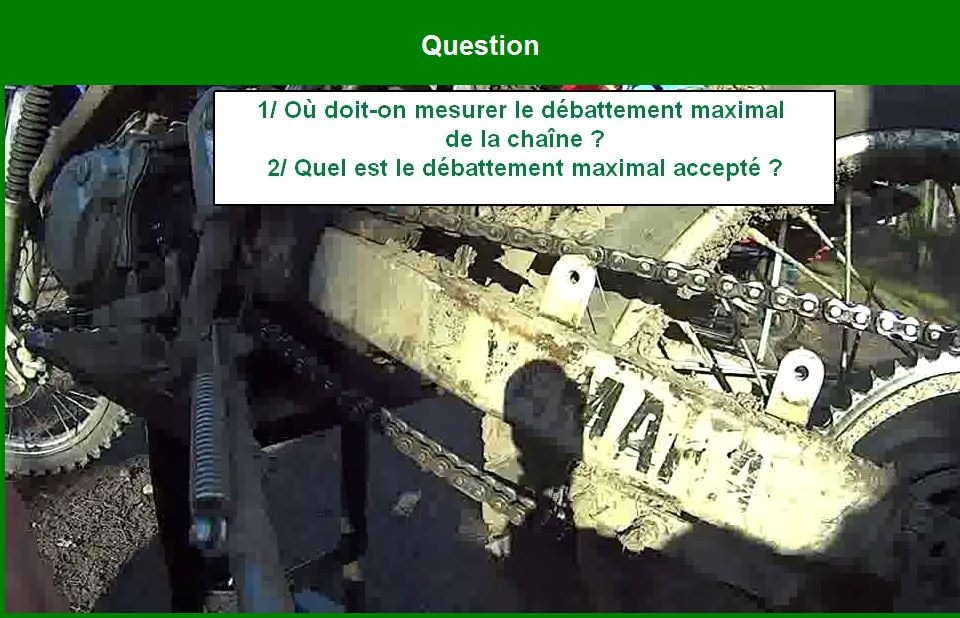 Question
1/ Où doit-on mesurer le débattement maximal
de la chaîne ?
2/ Quel est le débattement maximal accepté ?